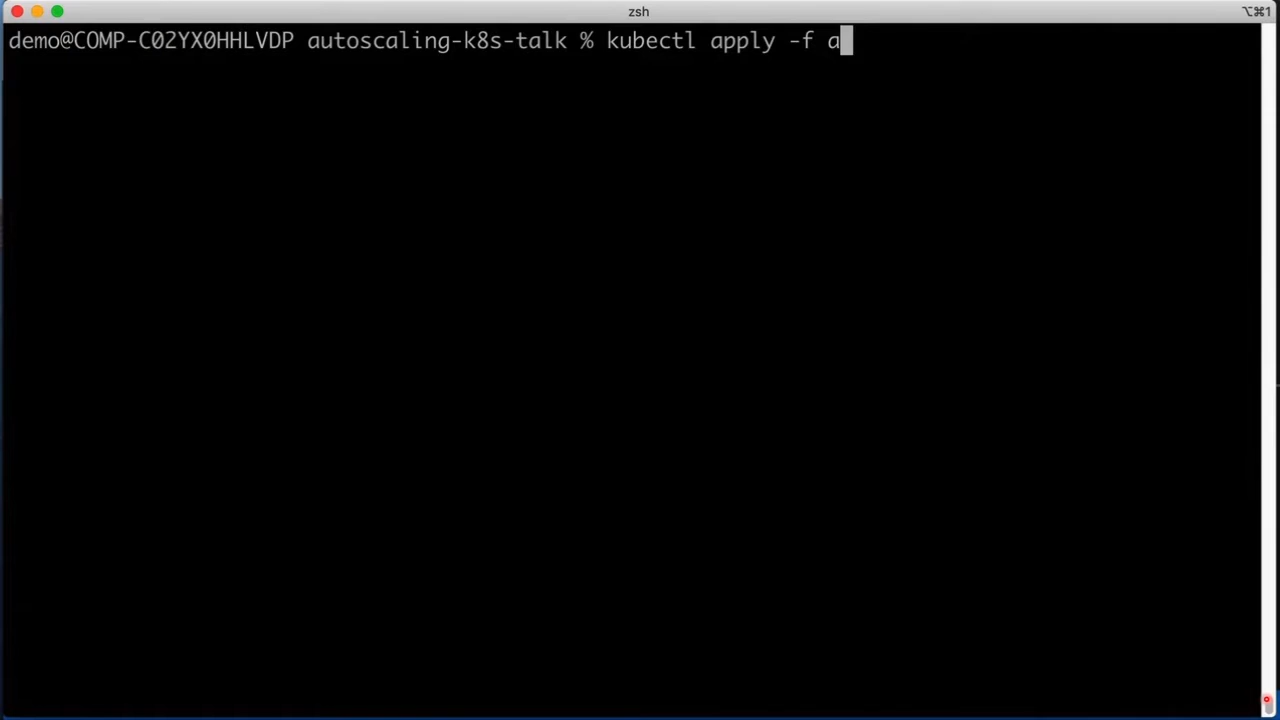 zsh
⌥⌘1
demo@COMP-C02YX0HHLVDP autoscaling-k8s-talk % kubectl apply -f a